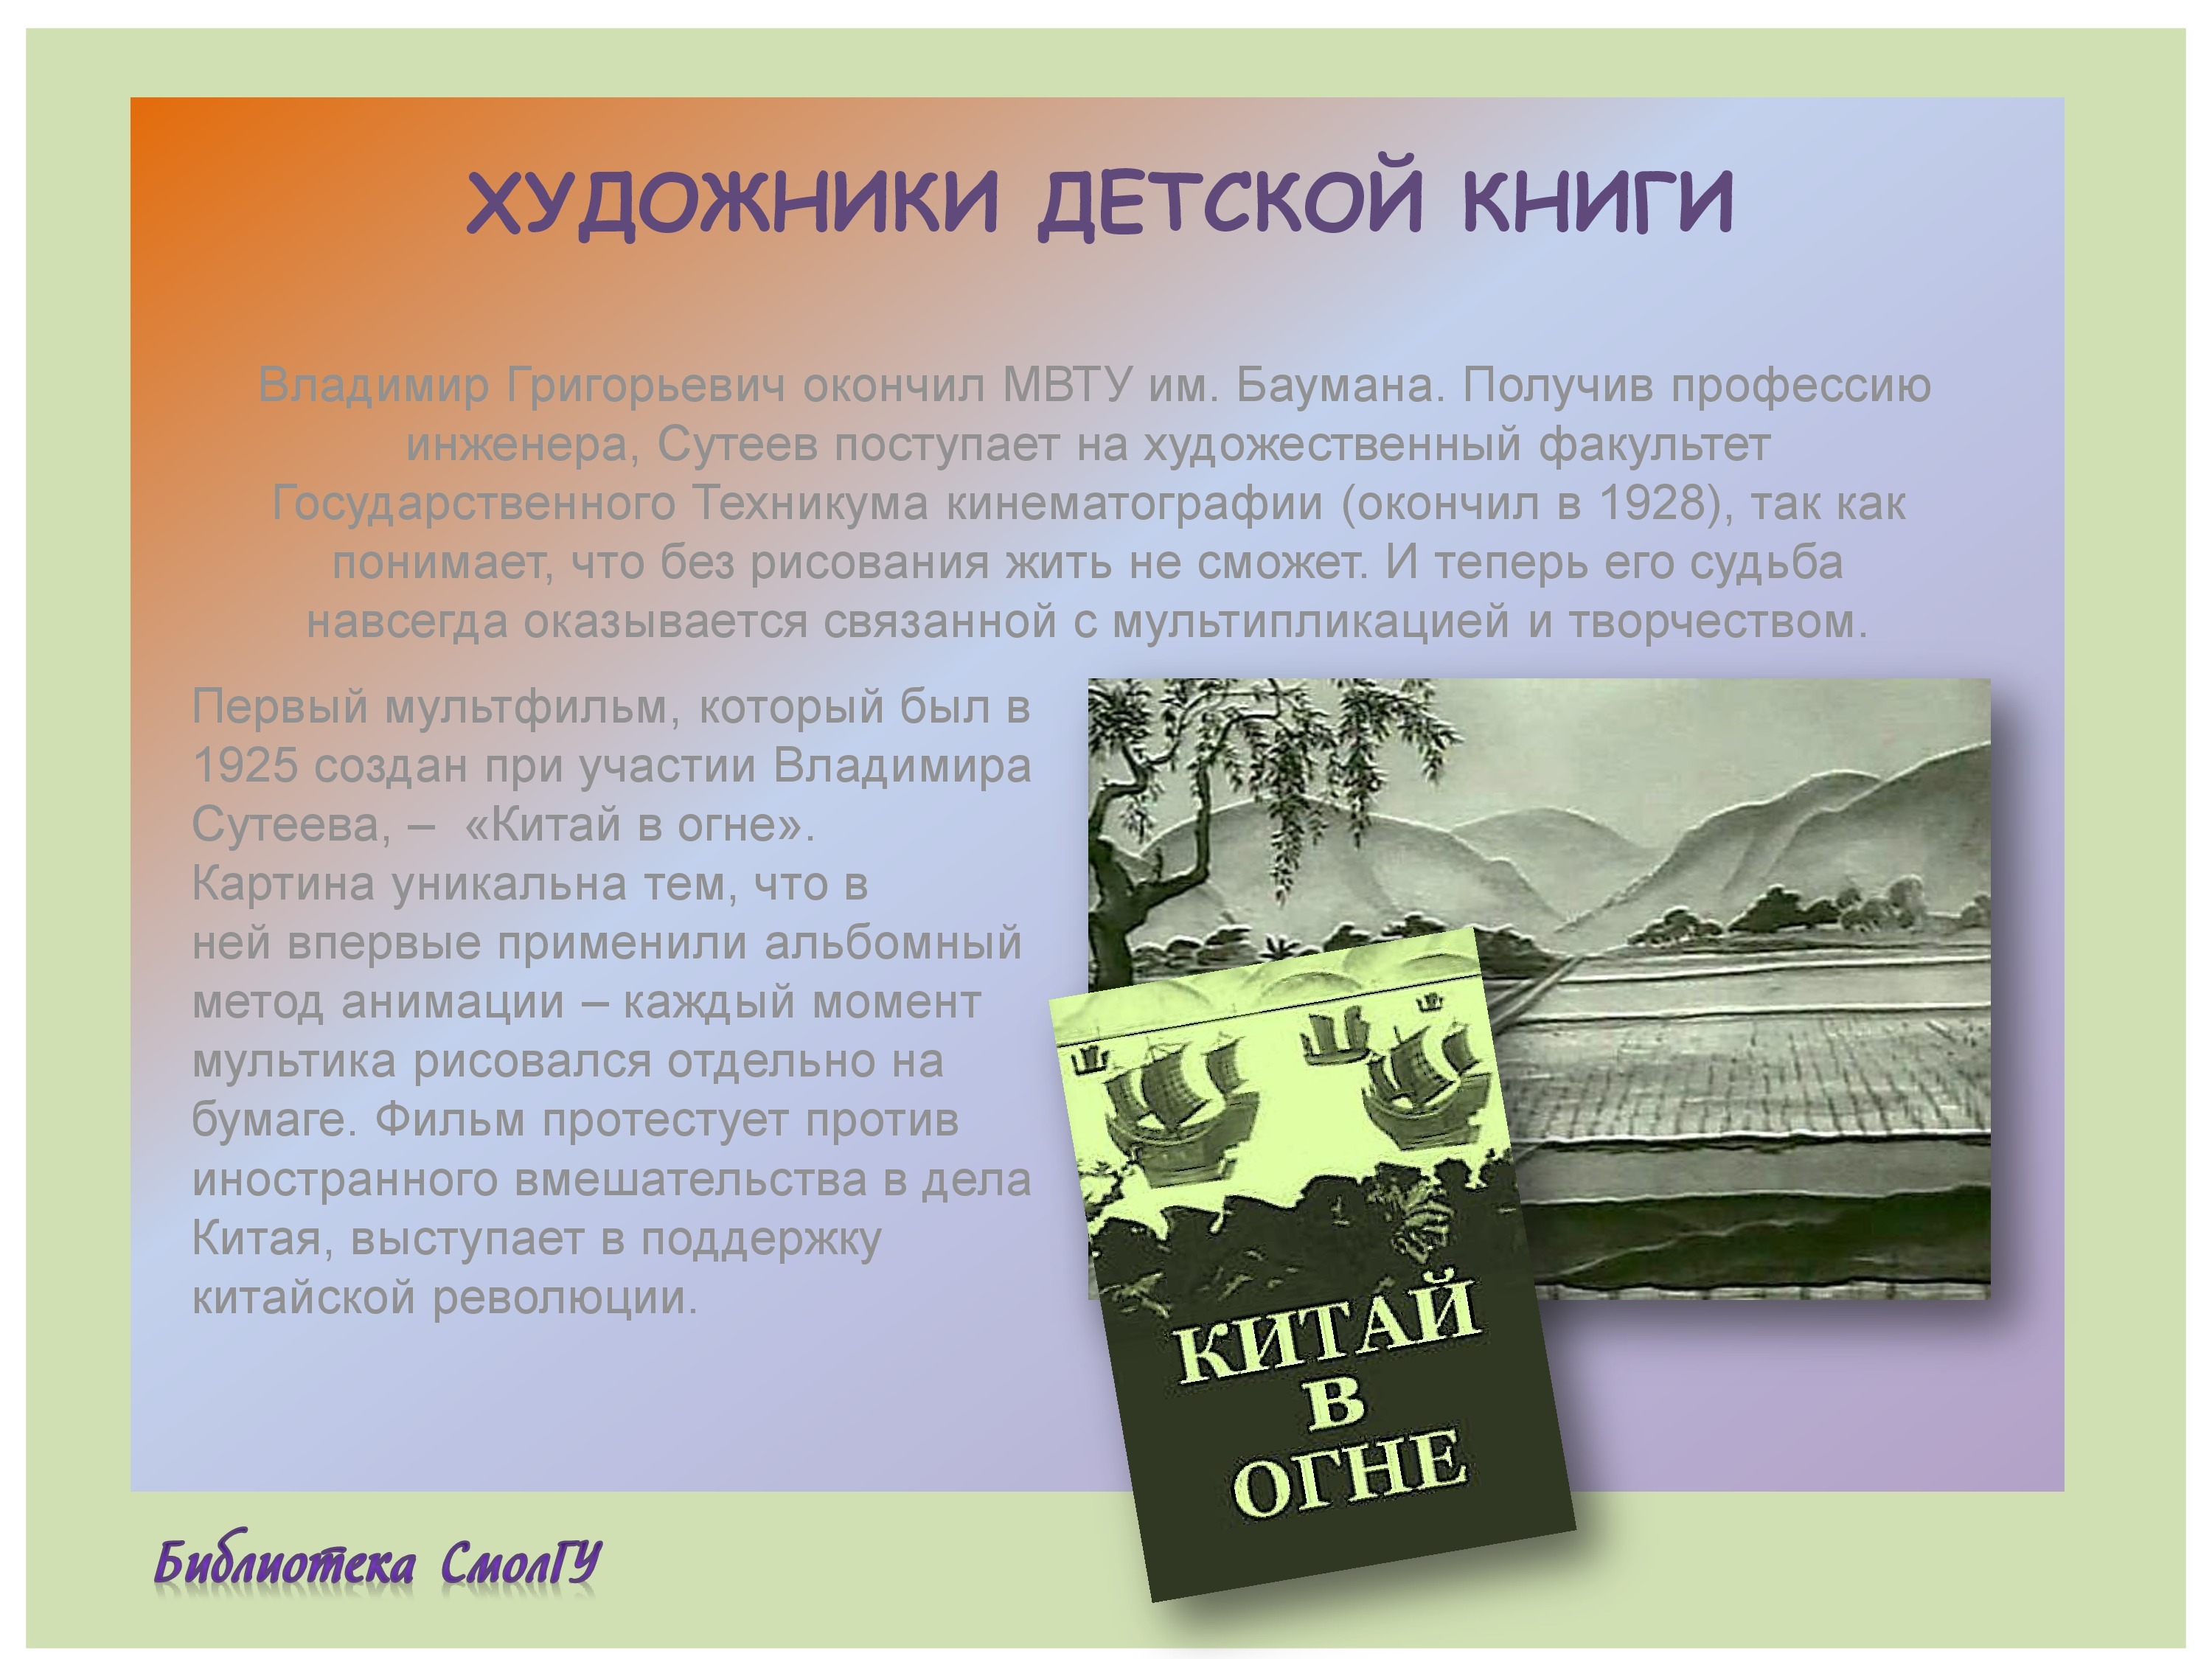 ХУДОЖНИКИ ДЕТСКОЙ КНИГИ
Владимир Григорьевич окончил МВТУ им. Баумана. Получив профессию
инженера, Сутеев поступает на художественный факультет
Государственного Техникума кинематографии (окончил в 1928), так как
понимает, что без рисования жить не сможет. И теперь его судьба
навсегда оказывается связанной с мультипликацией и творчеством.
Первый мультфильм, который был в
1925 создан при участии Владимира
Сутеева, –  «Китай в огне».
Картина уникальна тем, что в
ней впервые применили альбомный
метод анимации – каждый момент
мультика рисовался отдельно на
бумаге. Фильм протестует против
иностранного вмешательства в дела
Китая, выступает в поддержку
китайской революции.
КИТАЙ
В
ОГНЕ
Библиотека СмолГУ